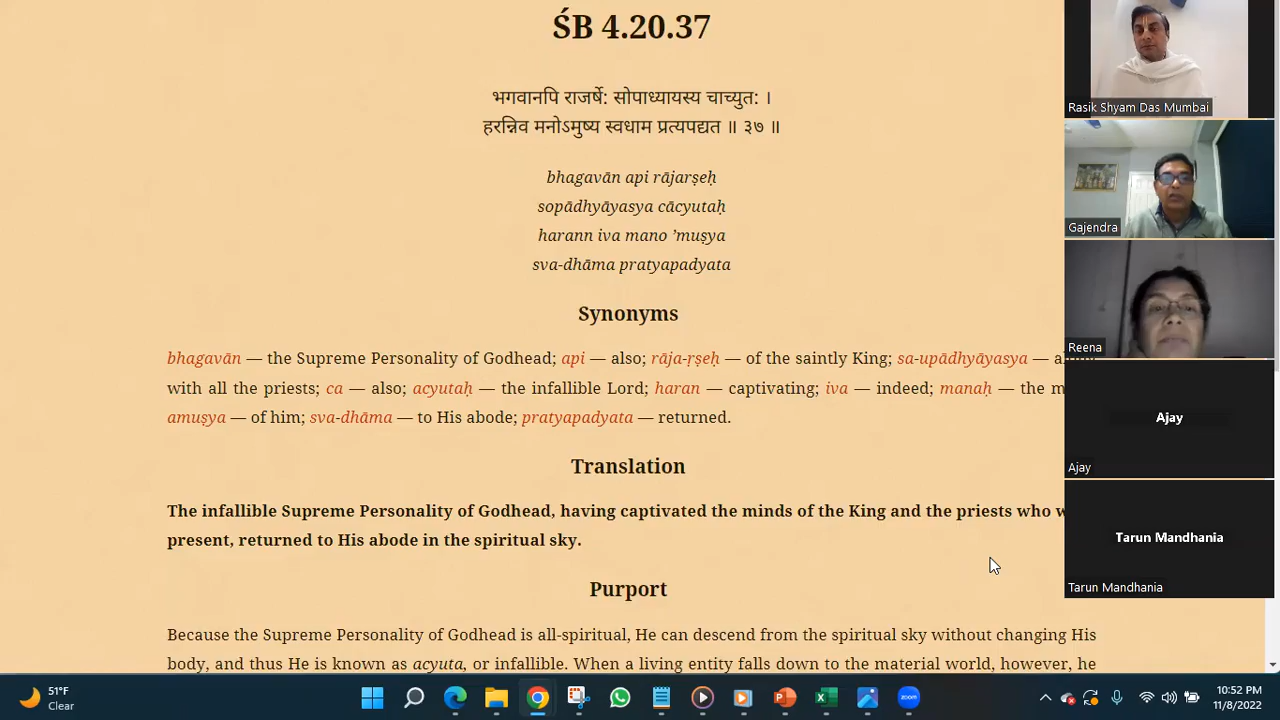 ŚB 4.20.37
भगवानपि राजर्षे: सोपाध्यायस्य चाच्युत: ।
हरन्निव मनोऽमुष्य स्वधाम प्रत्यपद्यत ॥ ३७ ॥
bhagavān api rājarṣeḥ
sopādhyāyasya cācyutaḥ
harann iva mano ’muṣya
sva-dhāma pratyapadyata
Synonyms
bhagavān — the Supreme Personality of Godhead; api — also; rāja-ṛṣeḥ — of the saintly King; sa-upādhyāyasya —
with all the priests; ca — also; acyutaḥ — the infallible Lord; haran — captivating; iva — indeed; manaḥ — the
amuṣya — of him; sva-dhāma — to His abode; pratyapadyata — returned.
Translation
The infallible Supreme Personality of Godhead, having captivated the minds of the King and the priests who
present, returned to His abode in the spiritual sky.
Purport
Because the Supreme Personality of Godhead is all-spiritual, He can descend from the spiritual sky without changing His
body, and thus He is known as acyuta, or infallible. When a living entity falls down to the material world, however, he
Rasik Shyam Das Mumbai
Gajendra
Reena
Ajay
Ajay
Tarun Mandhania
Tarun Mandhania
51°F
Clear
10:52 PM
11/8/2022